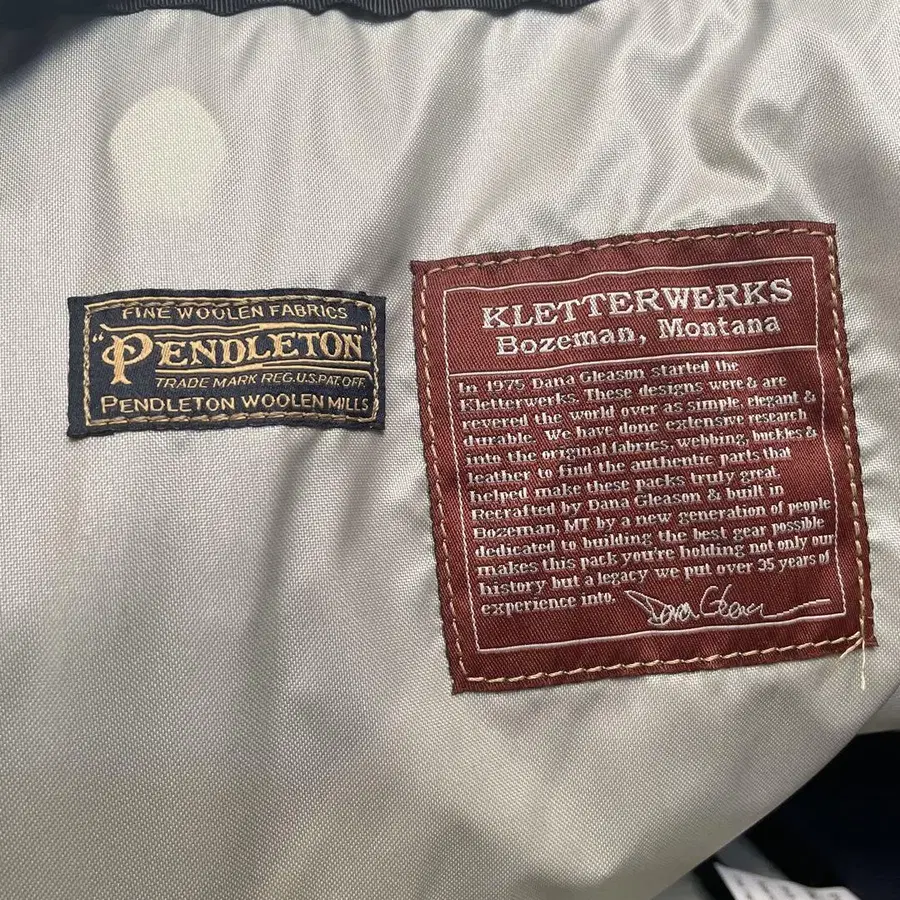 FINE WOOLEN FABRICS
"PENDLETON"
TRADE MARK REG.U.S.PAT.OFF.
PENDLETON WOOLEN MILLS
KLETTERWERKS
Bozeman, Montana
In 1975 Dana Gleason started the
Kletterwerks. These designs were & are
revered the world over as simple, elegant &
durable. We have done extensive research
into the original fabrics, webbing, buckles &
leather to find the authentic parts that
helped make these packs truly great.
Recrafted by Dana Gleason & built in
Bozeman, MT by a new generation of people
dedicated to building the best gear possible
makes this pack you're holding not only our
history but a legacy we put over 35 years of
experience into.
Dana Gleason